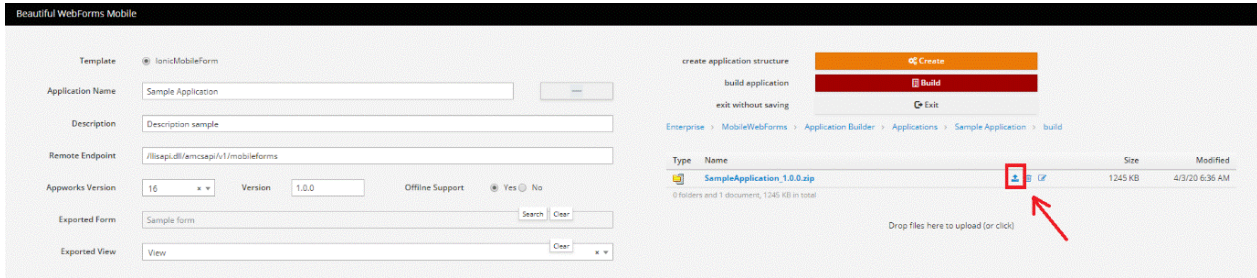 Beautiful WebForms Mobile
Template IonicMobileForm
Application Name Sample Application
Description Description sample
Remote Endpoint /llisapi.dll/amcsapi/v1/mobileforms
Appworks Version 16 Version 1.0.0 Offilne Support Yes No
Exported Form Sample form Search Clear
Exported View View Clear
create application structure Create
build application Build
exit without saving Exit
Enterprise > MobileWebForms > Application Builder > Applications > Sample Application > build
Type Name Size Modified
SampleApplication_1.0.0.zip 1245 KB 4/3/20 6:36 AM
0 folders and 1 document, 1245 KB in total
Drop files here to upload (or click)